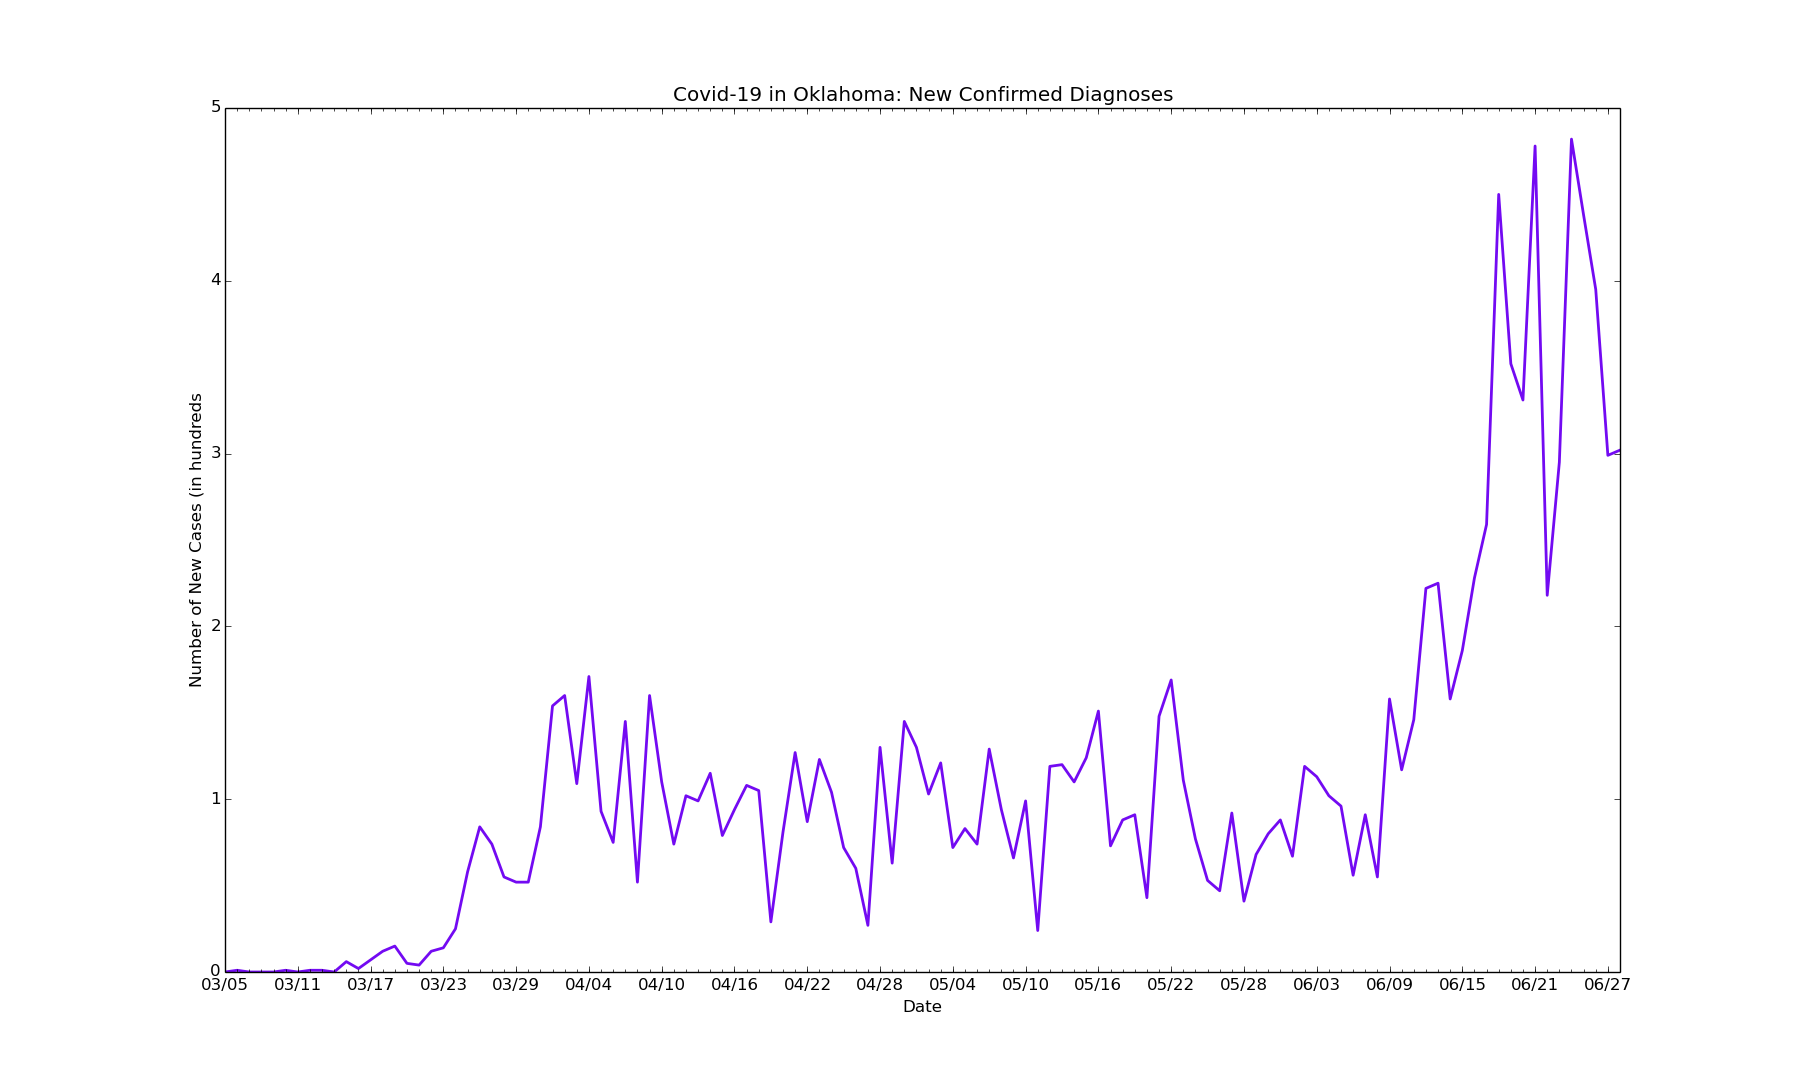 Covid-19 in Oklahoma: New Confirmed Diagnoses
Number of New Cases (in hundreds
5
4
3
2
1
0
03/05 03/11 03/17 03/23 03/29 04/04 04/10 04/16 04/22 04/28 05/04 05/10 05/16 05/22 05/28 06/03 06/09 06/15 06/21 06/27
Date